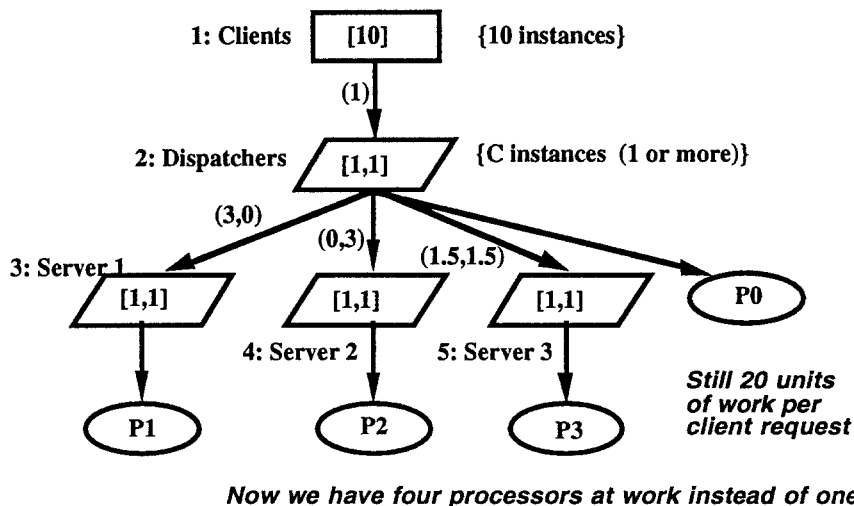 1: Clients [10] {10 instances}
(1)
2: Dispatchers [1,1] {C instances (1 or more)}
(3,0) (0,3) (1.5,1.5)
3: Server 1
[1,1] [1,1] [1,1] P0
4: Server 2 5: Server 3
P1 P2 P3
Still 20 units
of work per
client request
Now we have four processors at work instead of one